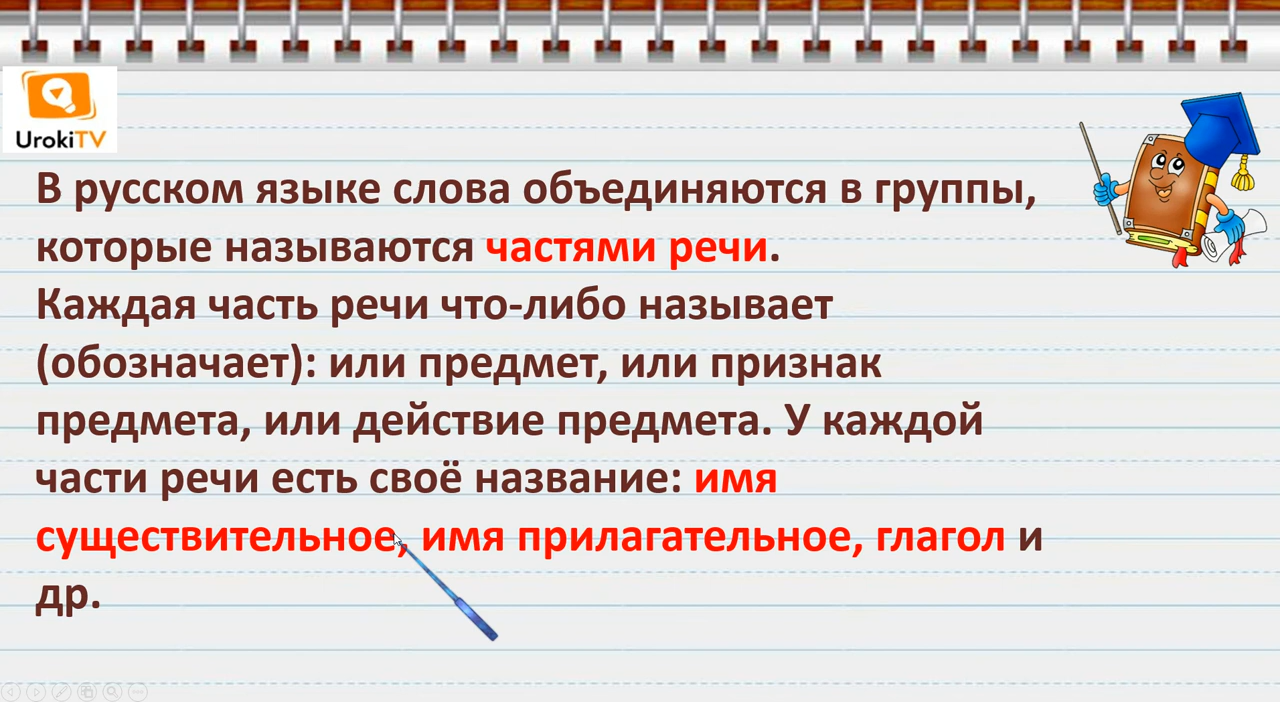 UrokiTV
В русском языке слова объединяются в группы,
которые называются частями речи.
Каждая часть речи что-либо называет
(обозначает): или предмет, или признак
предмета, или действие предмета. У каждой
части речи есть своё название: имя
существительное, имя прилагательное, глагол и
др.